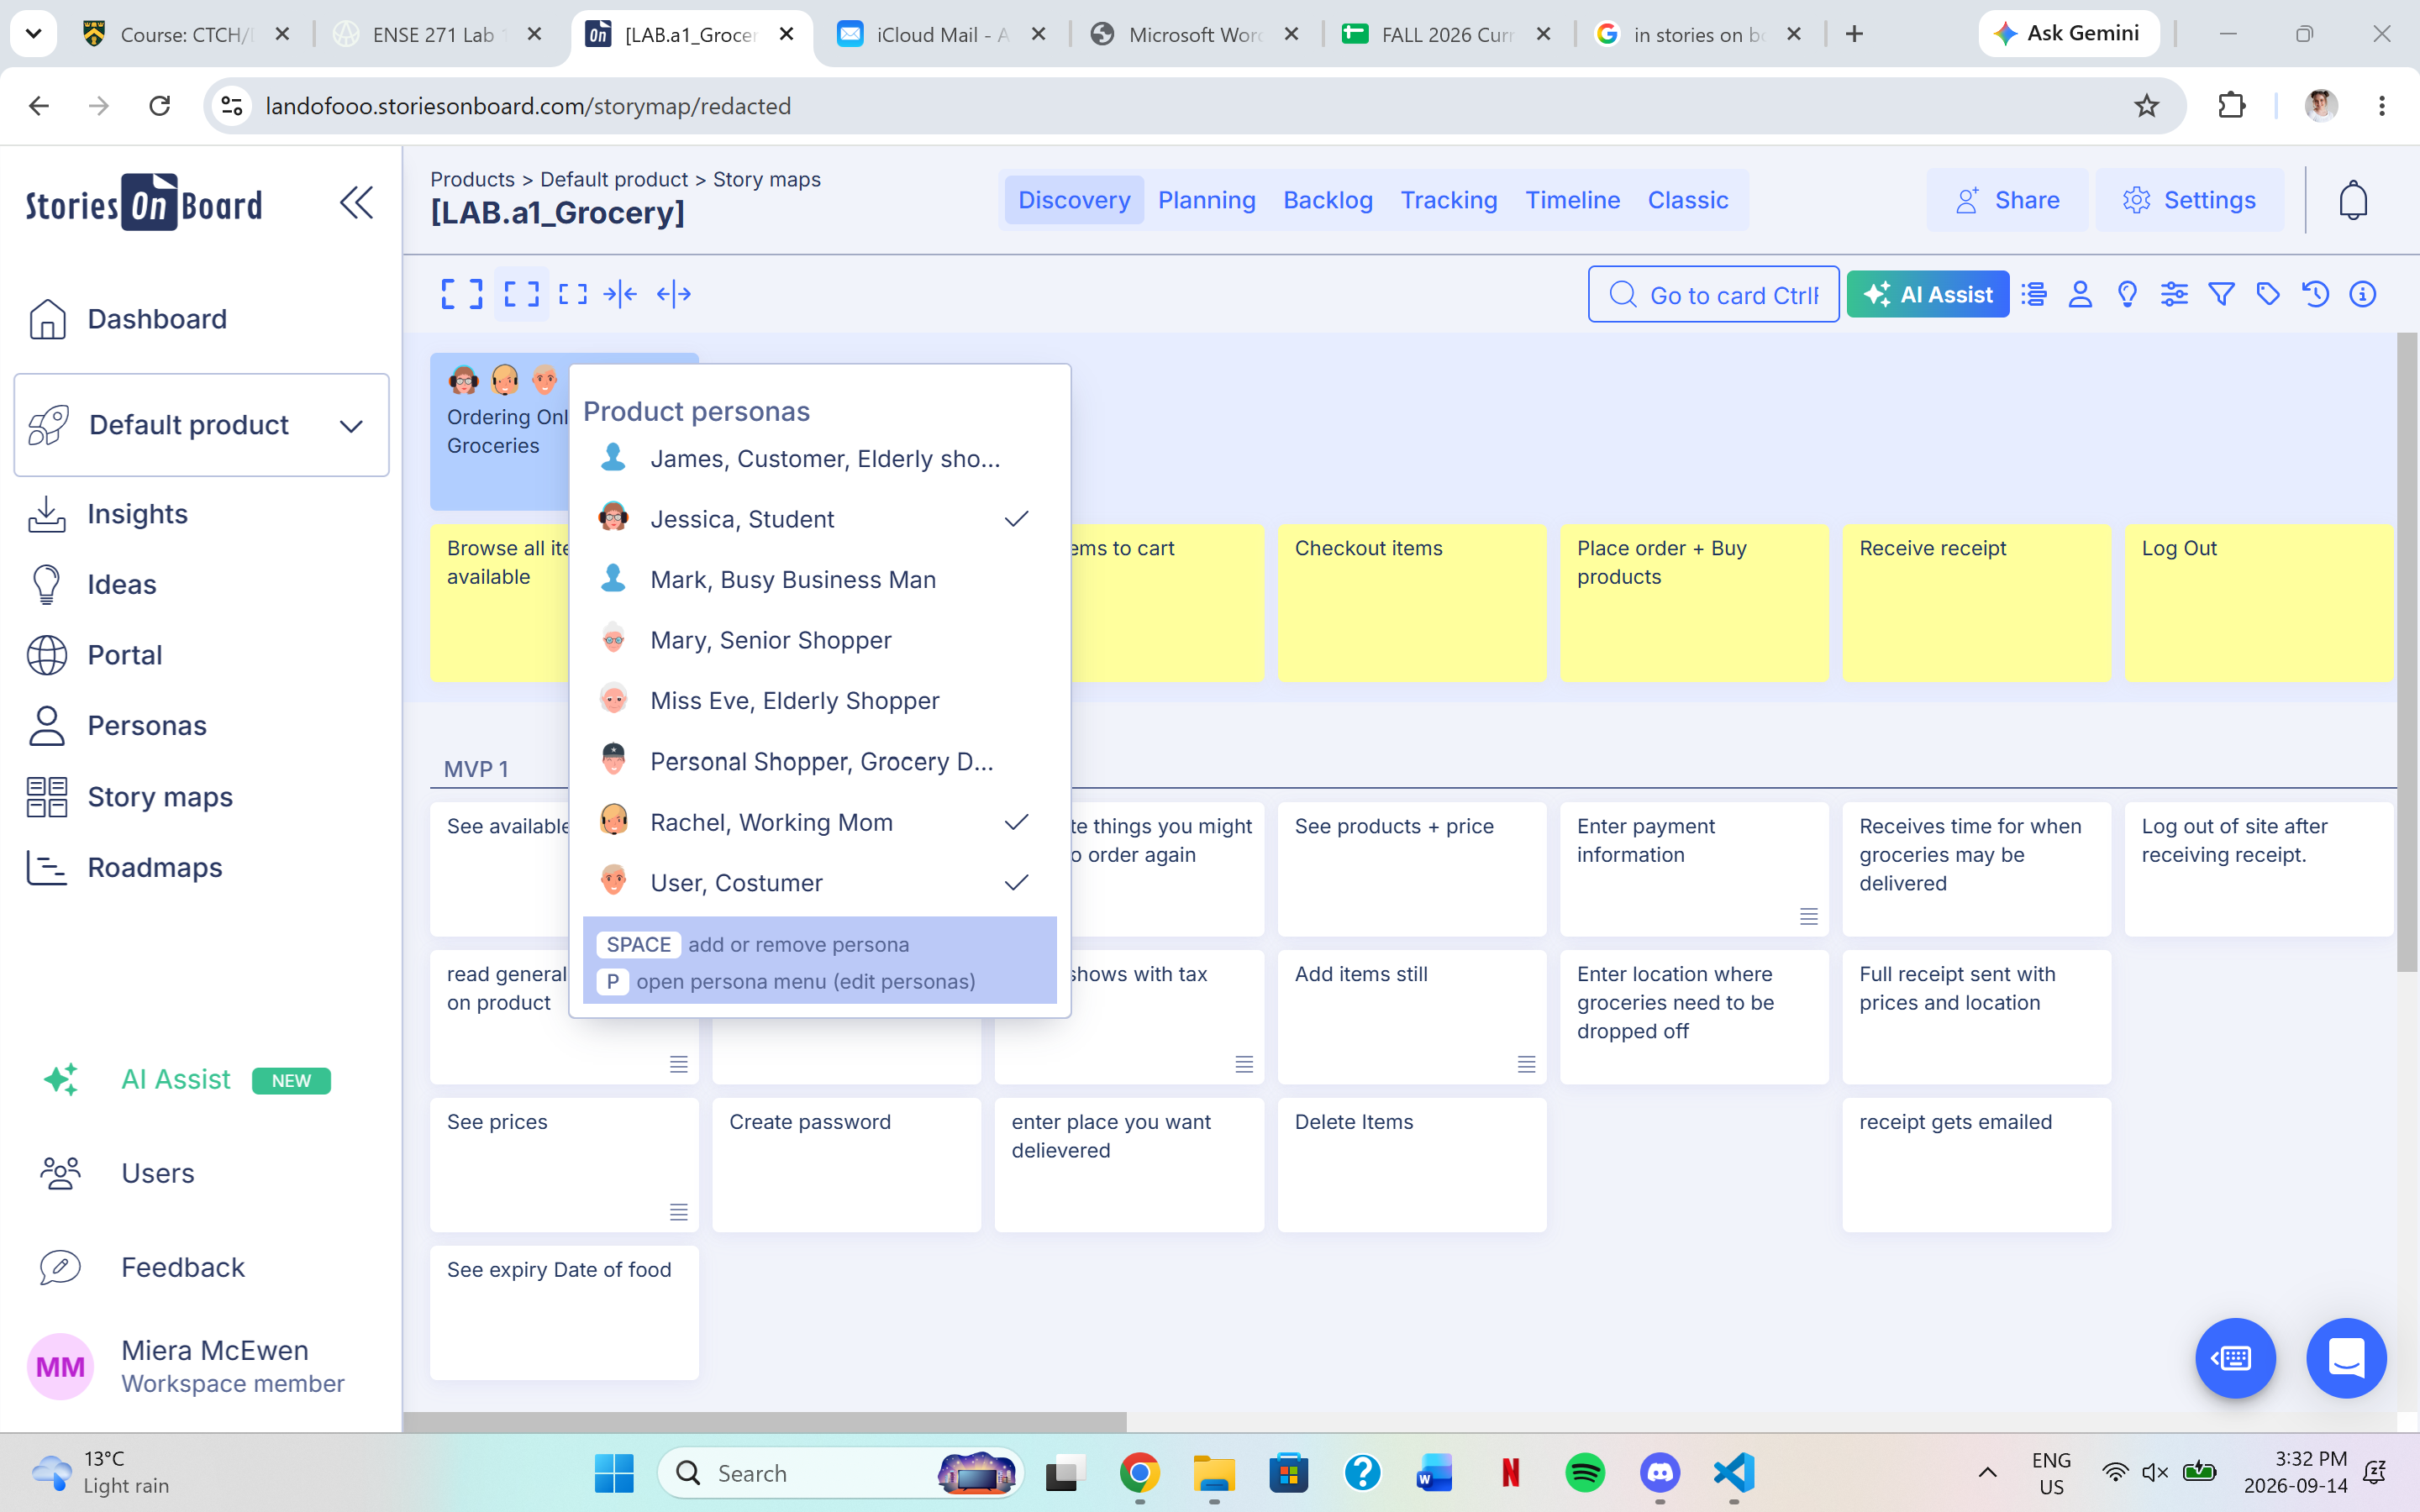 Course: CTCH/
ENSE 271 Lab
[LAB.a1_Grocer
iCloud Mail - A
Microsoft Word
FALL 2026 Curr
in stories on bo
Ask Gemini
landofooo.storiesonboard.com/storymap/redacted
Stories On Board
Products > Default product > Story maps
[LAB.a1_Grocery]
Discovery
Planning
Backlog
Tracking
Timeline
Classic
Share
Settings
Go to card CtrlF
AI Assist
Dashboard
Default product
Insights
Ideas
Portal
Personas
Story maps
Roadmaps
AI Assist NEW
Users
Feedback
MM
Miera McEwen
Workspace member
Ordering Onl
Groceries
Product personas
James, Customer, Elderly sho...
Jessica, Student
Mark, Busy Business Man
Mary, Senior Shopper
Miss Eve, Elderly Shopper
Personal Shopper, Grocery D...
Rachel, Working Mom
User, Costumer
SPACE add or remove persona
P open persona menu (edit personas)
Browse all ite
available
ems to cart
Checkout items
Place order + Buy
products
Receive receipt
Log Out
MVP 1
See available
te things you might
o order again
See products + price
Enter payment
information
Receives time for when
groceries may be
delivered
Log out of site after
receiving receipt.
read general
on product
shows with tax
Add items still
Enter location where
groceries need to be
dropped off
Full receipt sent with
prices and location
See prices
Create password
enter place you want
delievered
Delete Items
receipt gets emailed
See expiry Date of food
13°C
Light rain
Search
ENG
US
3:32 PM
2026-09-14